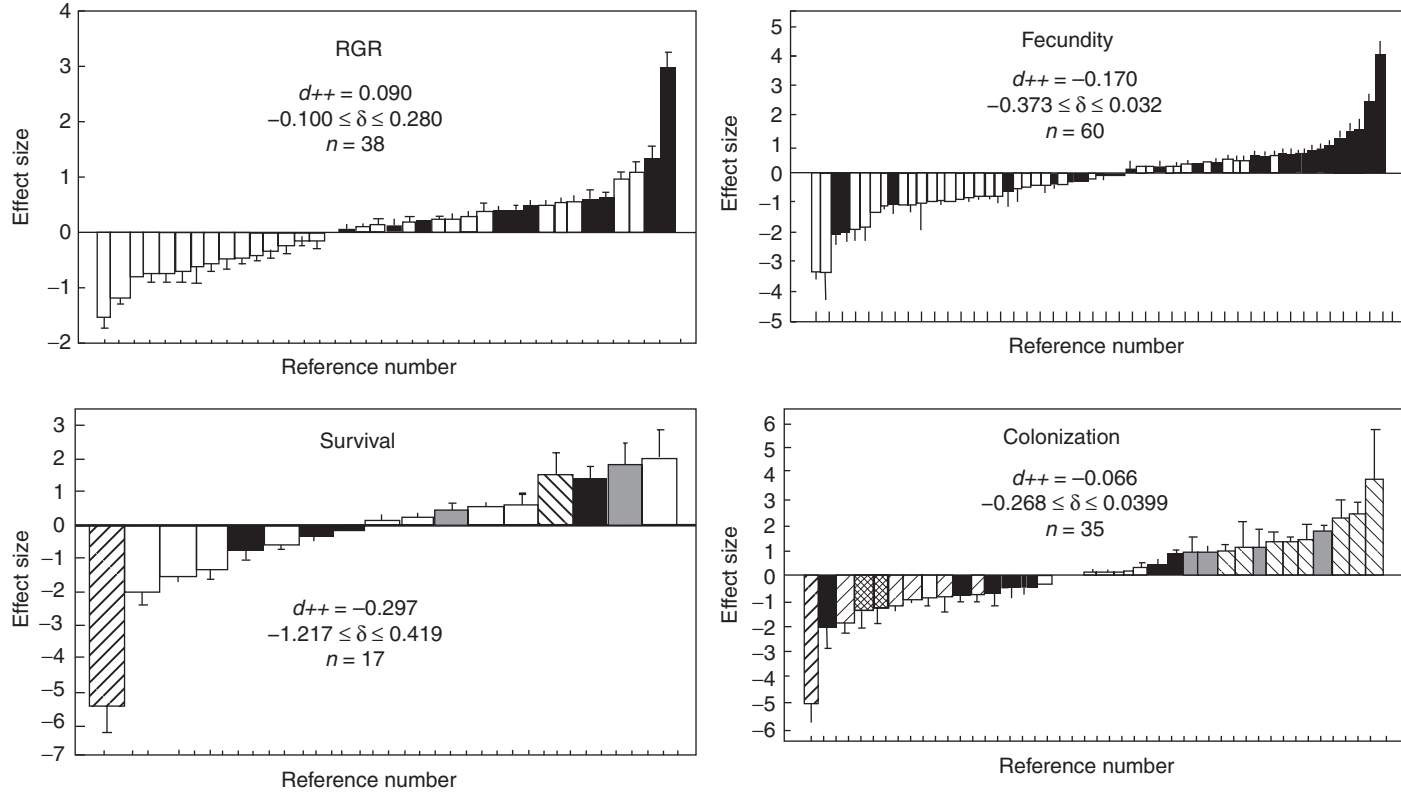 RGR
d++ = 0.090
−0.100 ≤ δ ≤ 0.280
n = 38
Effect size
4
3
2
1
0
−1
−2
Reference number
Fecundity
d++ = −0.170
−0.373 ≤ δ ≤ 0.032
n = 60
Effect size
5
4
3
2
1
0
−1
−2
−3
−4
−5
Reference number
Survival
d++ = −0.297
−1.217 ≤ δ ≤ 0.419
n = 17
Effect size
3
2
1
0
−1
−2
−3
−4
−5
−6
−7
Reference number
Colonization
d++ = −0.066
−0.268 ≤ δ ≤ 0.0399
n = 35
Effect size
6
5
4
3
2
1
0
−1
−2
−3
−4
−5
−6
Reference number